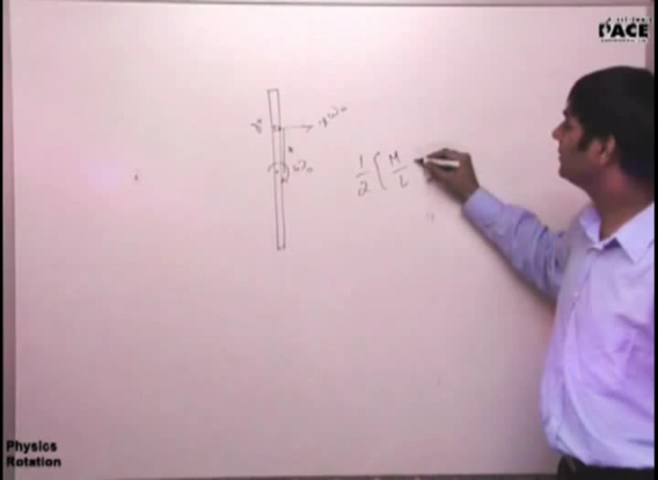 PACE
xω₀
x
ω₀
1/2 ( M/L
Physics
Rotation